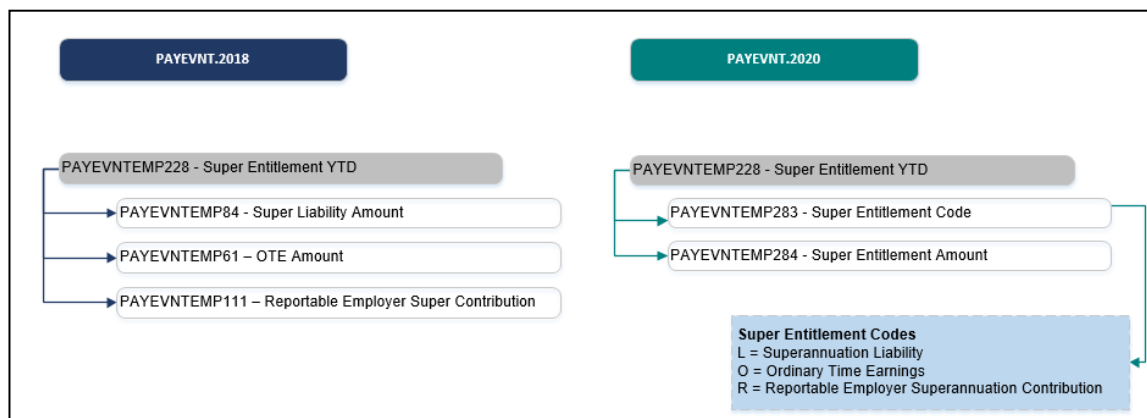 PAYEVNT.2018
PAYEVNTEMP228 - Super Entitlement YTD
PAYEVNTEMP84 - Super Liability Amount
PAYEVNTEMP61 – OTE Amount
PAYEVNTEMP111 – Reportable Employer Super Contribution
PAYEVNT.2020
PAYEVNTEMP228 - Super Entitlement YTD
PAYEVNTEMP283 - Super Entitlement Code
PAYEVNTEMP284 - Super Entitlement Amount
Super Entitlement Codes
L = Superannuation Liability
O = Ordinary Time Earnings
R = Reportable Employer Superannuation Contribution